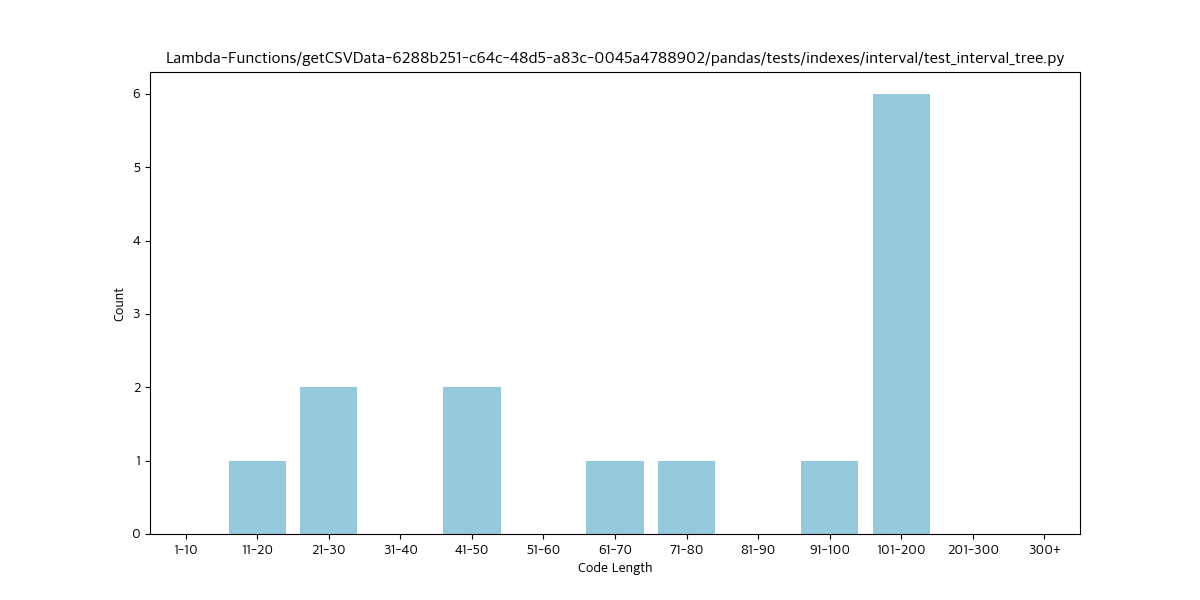 Lambda-Functions/getCSVData-6288b251-c64c-48d5-a83c-0045a4788902/pandas/tests/indexes/interval/test_interval_tree.py
6
5
4
3
2
1
0
Count
1-10 11-20 21-30 31-40 41-50 51-60 61-70 71-80 81-90 91-100 101-200 201-300 300+
Code Length